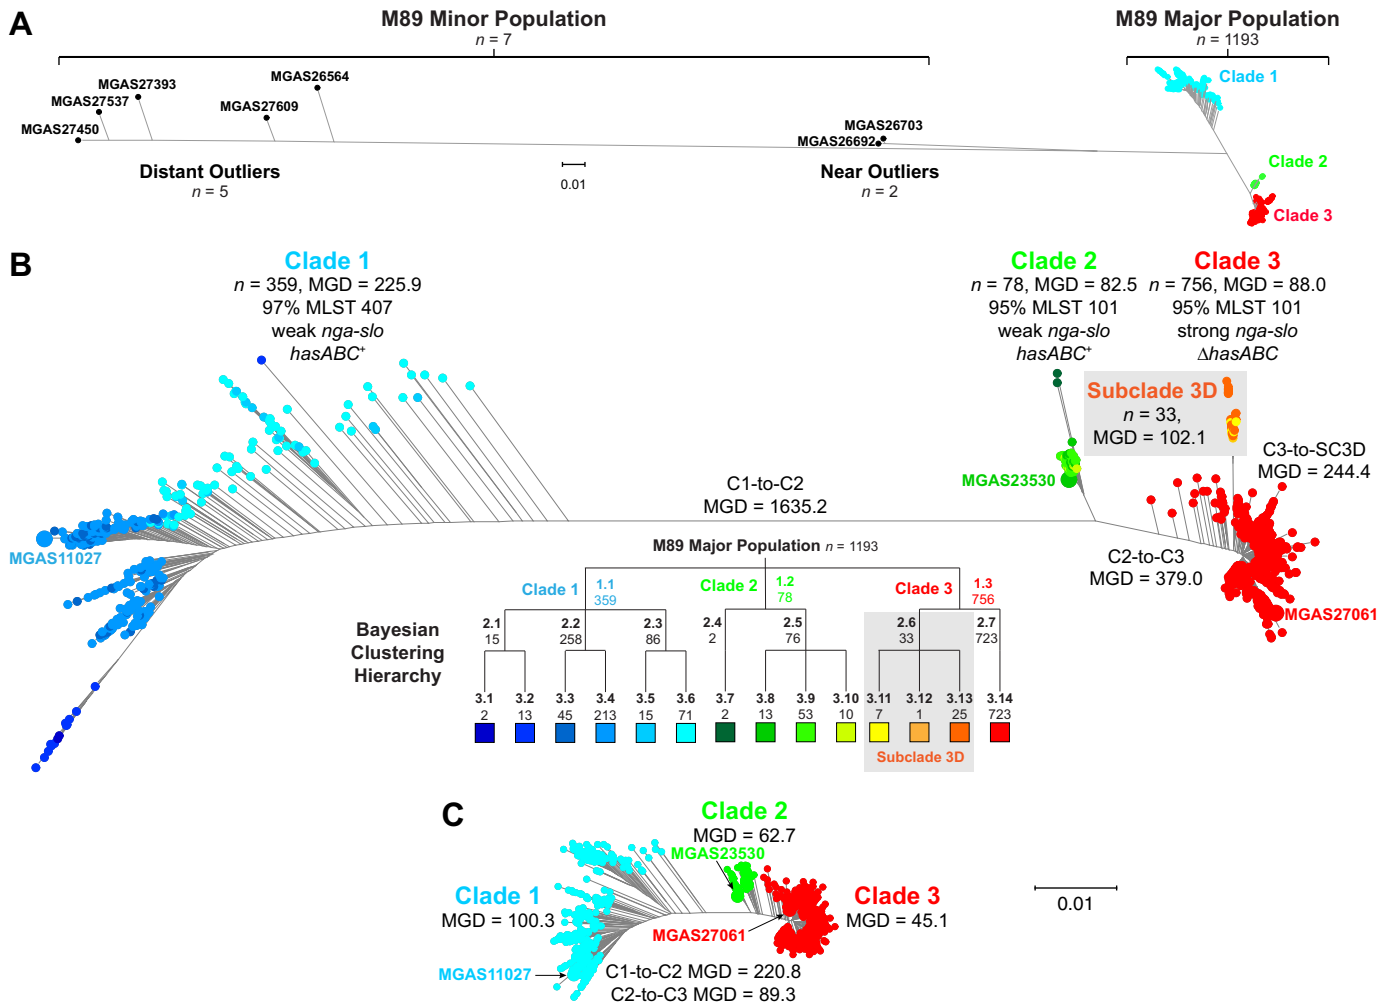 A
M89 Minor Population
n = 7
M89 Major Population
n = 1193
MGAS26564
MGAS27393
MGAS27537
MGAS27609
MGAS27450
MGAS26703
MGAS26692
Clade 1
Clade 2
Clade 3
Distant Outliers
n = 5
0.01
Near Outliers
n = 2
B
Clade 1
n = 359, MGD = 225.9
97% MLST 407
weak nga-slo
hasABC⁺
Clade 2
n = 78, MGD = 82.5
95% MLST 101
weak nga-slo
hasABC⁺
Clade 3
n = 756, MGD = 88.0
95% MLST 101
strong nga-slo
ΔhasABC
Subclade 3D
n = 33,
MGD = 102.1
C3-to-SC3D
MGD = 244.4
MGAS23530
C1-to-C2
MGD = 1635.2
MGAS11027
C2-to-C3
MGD = 379.0
MGAS27061
M89 Major Population n = 1193
Bayesian
Clustering
Hierarchy
Clade 1 1.1
359
Clade 2 1.2
78
Clade 3 1.3
756
2.1 2.2 2.3 2.4 2.5 2.6 2.7
15 258 86 2 76 33 723
3.1 3.2 3.3 3.4 3.5 3.6 3.7 3.8 3.9 3.10 3.11 3.12 3.13 3.14
2 13 45 213 15 71 2 13 53 10 7 1 25 723
Subclade 3D
C
Clade 2
MGD = 62.7
MGAS23530
Clade 1
MGD = 100.3
Clade 3
MGD = 45.1
MGAS27061
MGAS11027
C1-to-C2 MGD = 220.8
C2-to-C3 MGD = 89.3
0.01